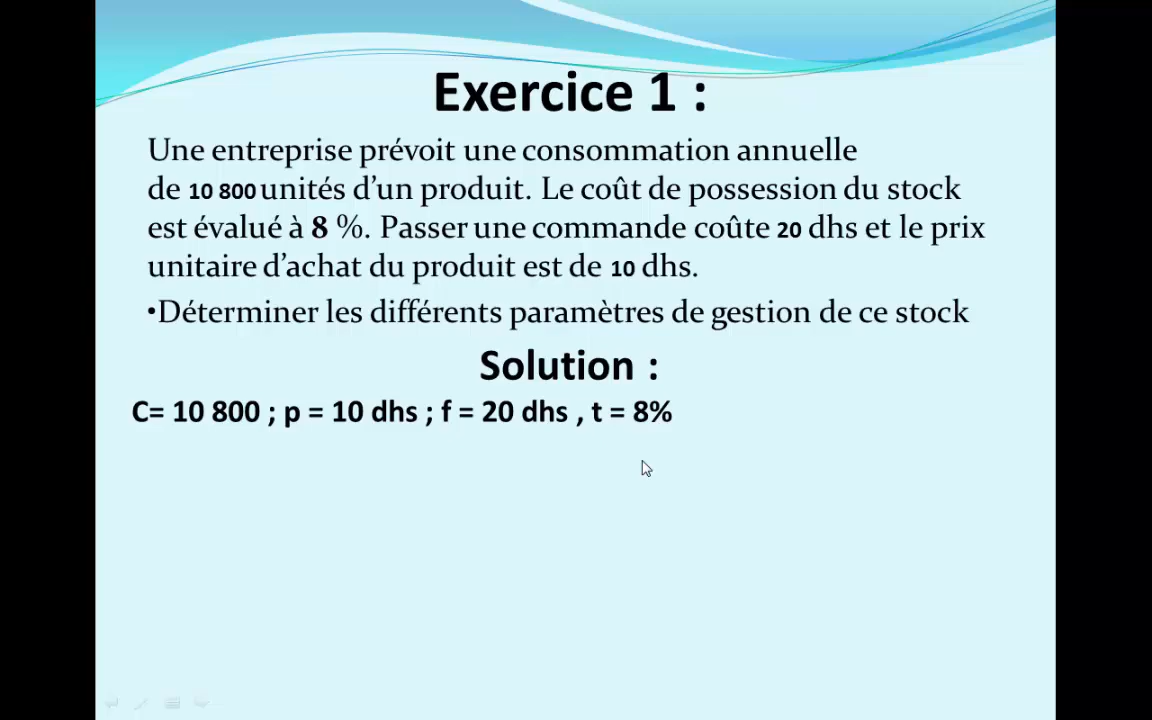 Exercice 1 :
Une entreprise prévoit une consommation annuelle
de 10 800 unités d’un produit. Le coût de possession du stock
est évalué à 8 %. Passer une commande coûte 20 dhs et le prix
unitaire d’achat du produit est de 10 dhs.
•Déterminer les différents paramètres de gestion de ce stock
Solution :
C= 10 800 ; p = 10 dhs ; f = 20 dhs , t = 8%